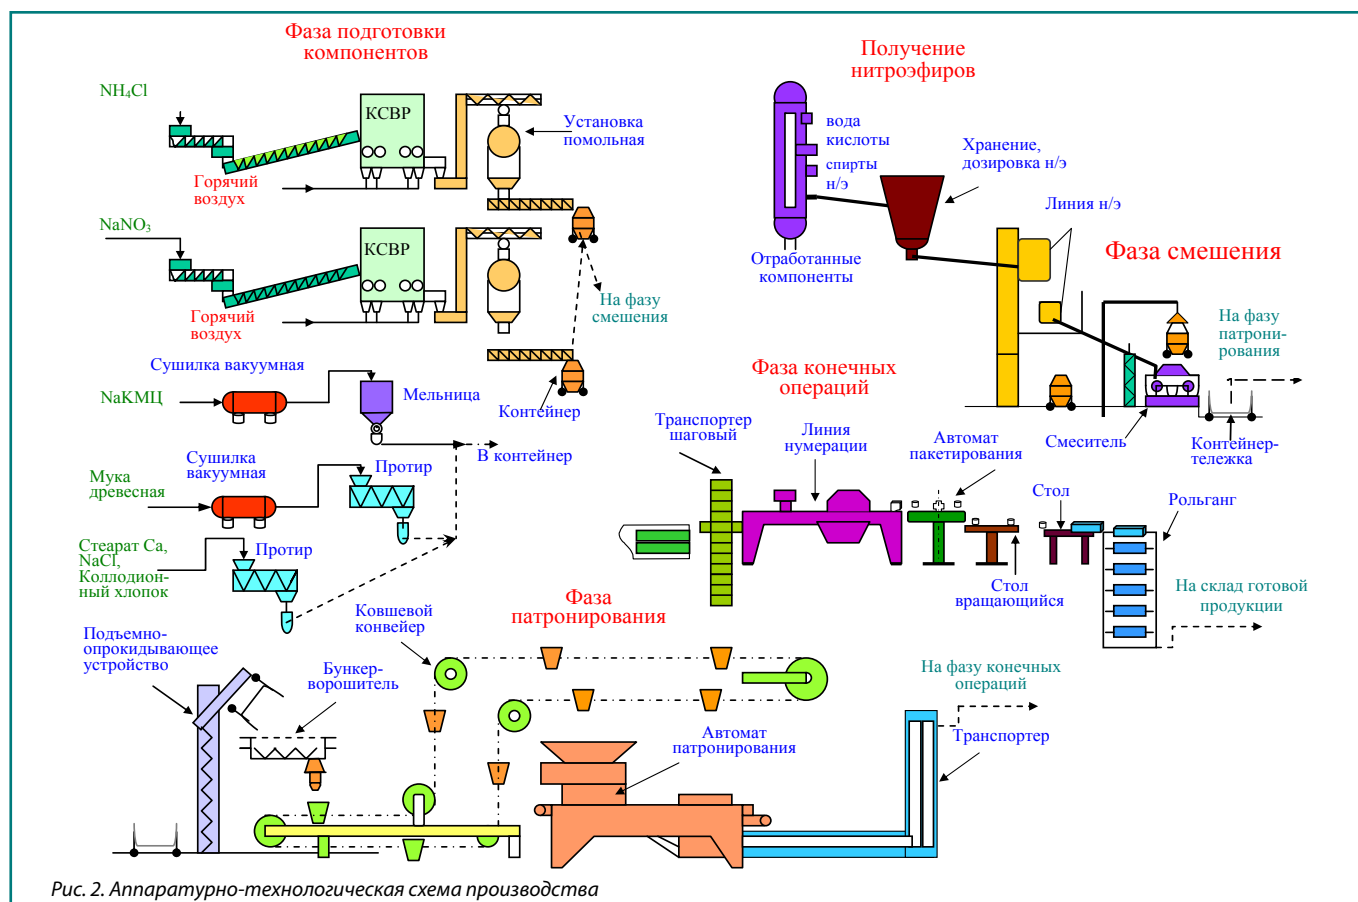 Фаза подготовки
компонентов
NH₄Cl
КСВР
Установка
помольная
Горячий
воздух
NaNO₃
КСВР
Горячий
воздух
На фазу
смешения
Сушилка вакуумная
NaКМЦ
Мельница
Контейнер
Сушилка
вакуумная
Протир
В контейнер
Мука
древесная
Стеарат Ca,
NaCl,
Коллодион-
ный хлопок
Протир
Получение
нитроэфиров
вода
кислоты
спирты
н/э
Хранение,
дозировка н/э
Линия н/э
Отработанные
компоненты
Фаза смешения
На фазу
патрони-
рования
Смеситель
Контейнер-
тележка
Фаза конечных
операций
Транспортер
шаговый
Линия
нумерации
Автомат
пакетирования
Стол
Рольганг
Стол
вращающийся
На склад готовой
продукции
Фаза
патронирования
Ковшевой
конвейер
Подъемно-
опрокидывающее
устройство
Бункер-
ворошитель
Автомат
патронирования
На фазу конечных
операций
Транспортер
Рис. 2. Аппаратурно-технологическая схема производства